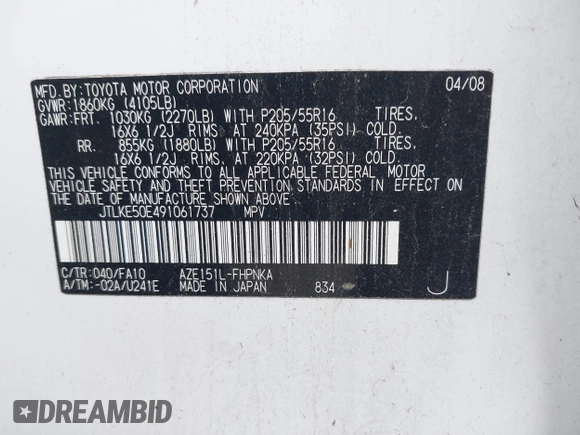 MFD.BY:TOYOTA MOTOR CORPORATION 04/08
GVWR:1860KG (4105LB)
GAWR:FRT. 1030KG (2270LB) WITH P205/55R16 TIRES.
16X6 1/2J RIMS. AT 240KPA (35PSI) COLD.
RR. 855KG (1880LB) WITH P205/55R16 TIRES.
16X6 1/2J RIMS. AT 220KPA (32PSI) COLD.
THIS VEHICLE CONFORMS TO ALL APPLICABLE FEDERAL MOTOR
VEHICLE SAFETY AND THEFT PREVENTION STANDARDS IN EFFECT ON
THE DATE OF MANUFACTURE SHOWN ABOVE.
JTLKE50E491061737 MPV
C/TR:040/FA10 AZE151L-FHPNKA
A/TM:-02A/U241E MADE IN JAPAN 834 J
DREAMBID